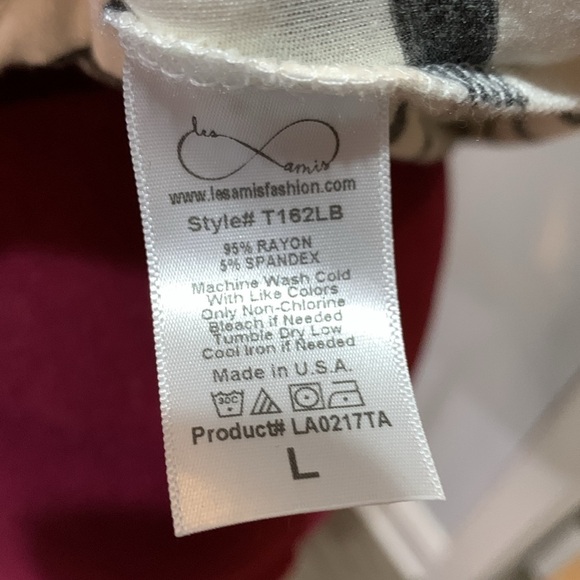 les
amis
www.lesamisfashion.com
Style# T162LB
95% RAYON
5% SPANDEX
Machine Wash Cold
With Like Colors
Only Non-Chlorine
Bleach if Needed
Tumble Dry Low
Cool Iron if Needed
Made in U.S.A.
30C
Product# LA0217TA
L